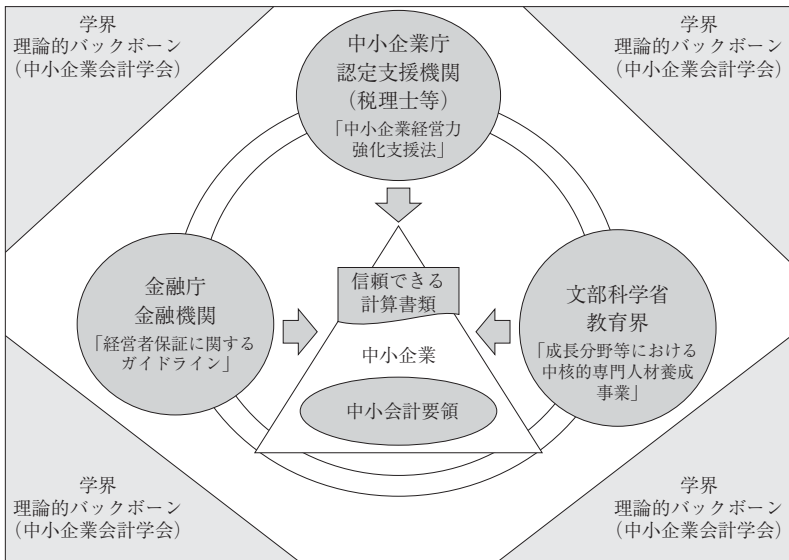 学界
理論的バックボーン
（中小企業会計学会）
中小企業庁
認定支援機関
（税理士等）
「中小企業経営力
強化支援法」
学界
理論的バックボーン
（中小企業会計学会）
金融庁
金融機関
「経営者保証に関する
ガイドライン」
信頼できる
計算書類
中小企業
中小会計要領
文部科学省
教育界
「成長分野等における
中核的専門人材養成
事業」
学界
理論的バックボーン
（中小企業会計学会）
学界
理論的バックボーン
（中小企業会計学会）